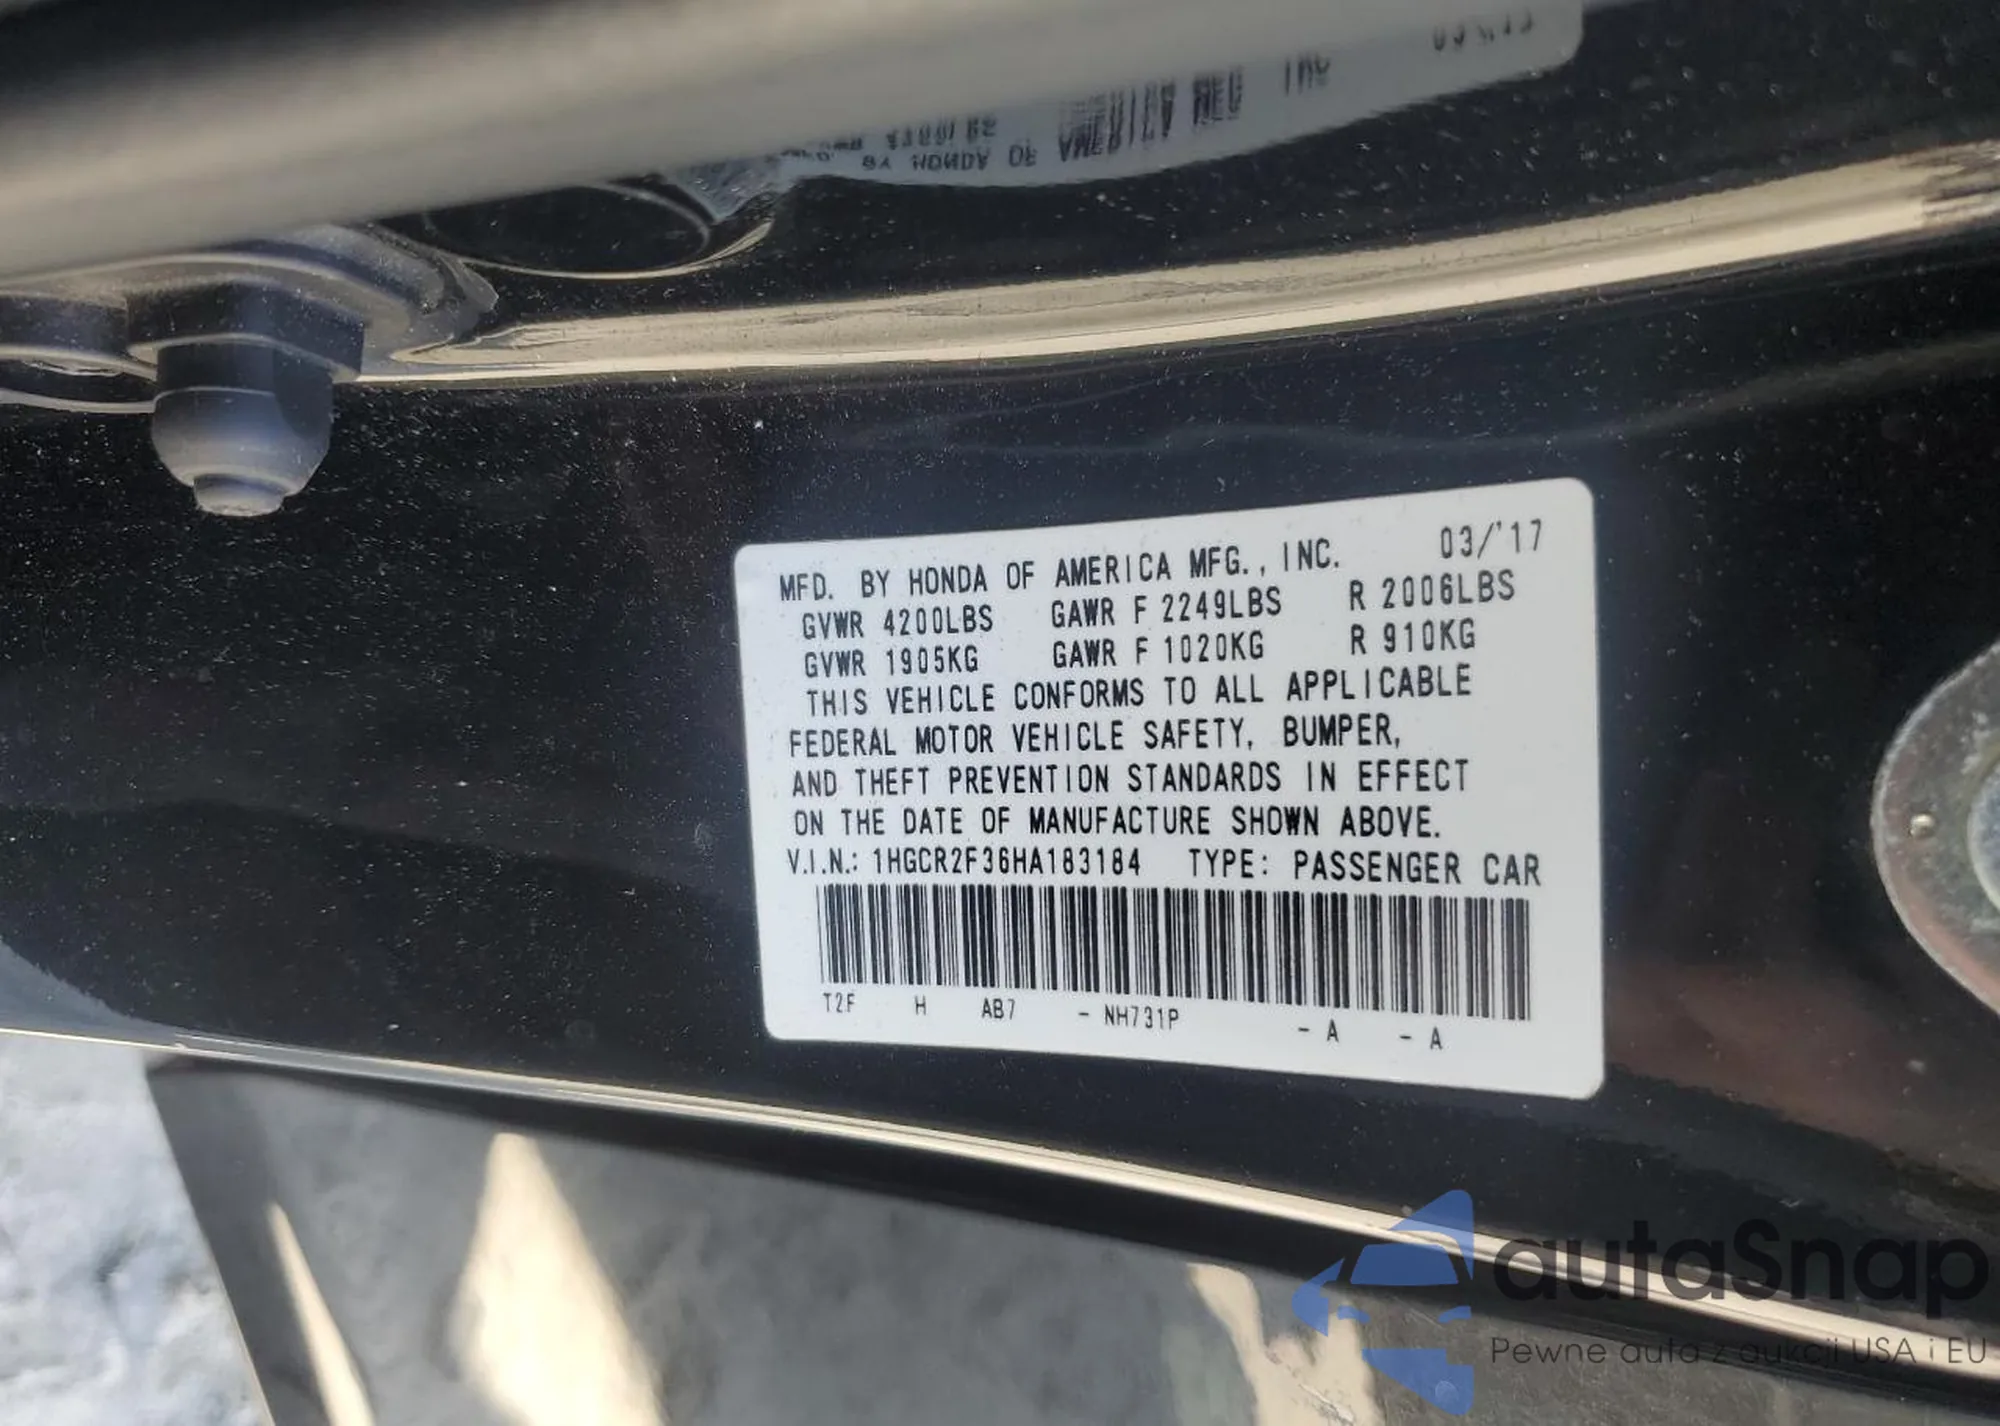 MFD. BY HONDA OF AMERICA MFG., INC. 03/'17
GVWR 4200LBS GAWR F 2249LBS R 2006LBS
GVWR 1905KG GAWR F 1020KG R 910KG
THIS VEHICLE CONFORMS TO ALL APPLICABLE
FEDERAL MOTOR VEHICLE SAFETY, BUMPER,
AND THEFT PREVENTION STANDARDS IN EFFECT
ON THE DATE OF MANUFACTURE SHOWN ABOVE.
V.I.N.: 1HGCR2F36HA183184 TYPE: PASSENGER CAR
T2F H AB7 - NH731P - A - A
autaSnap
Pewne auta z aukcji USA i EU